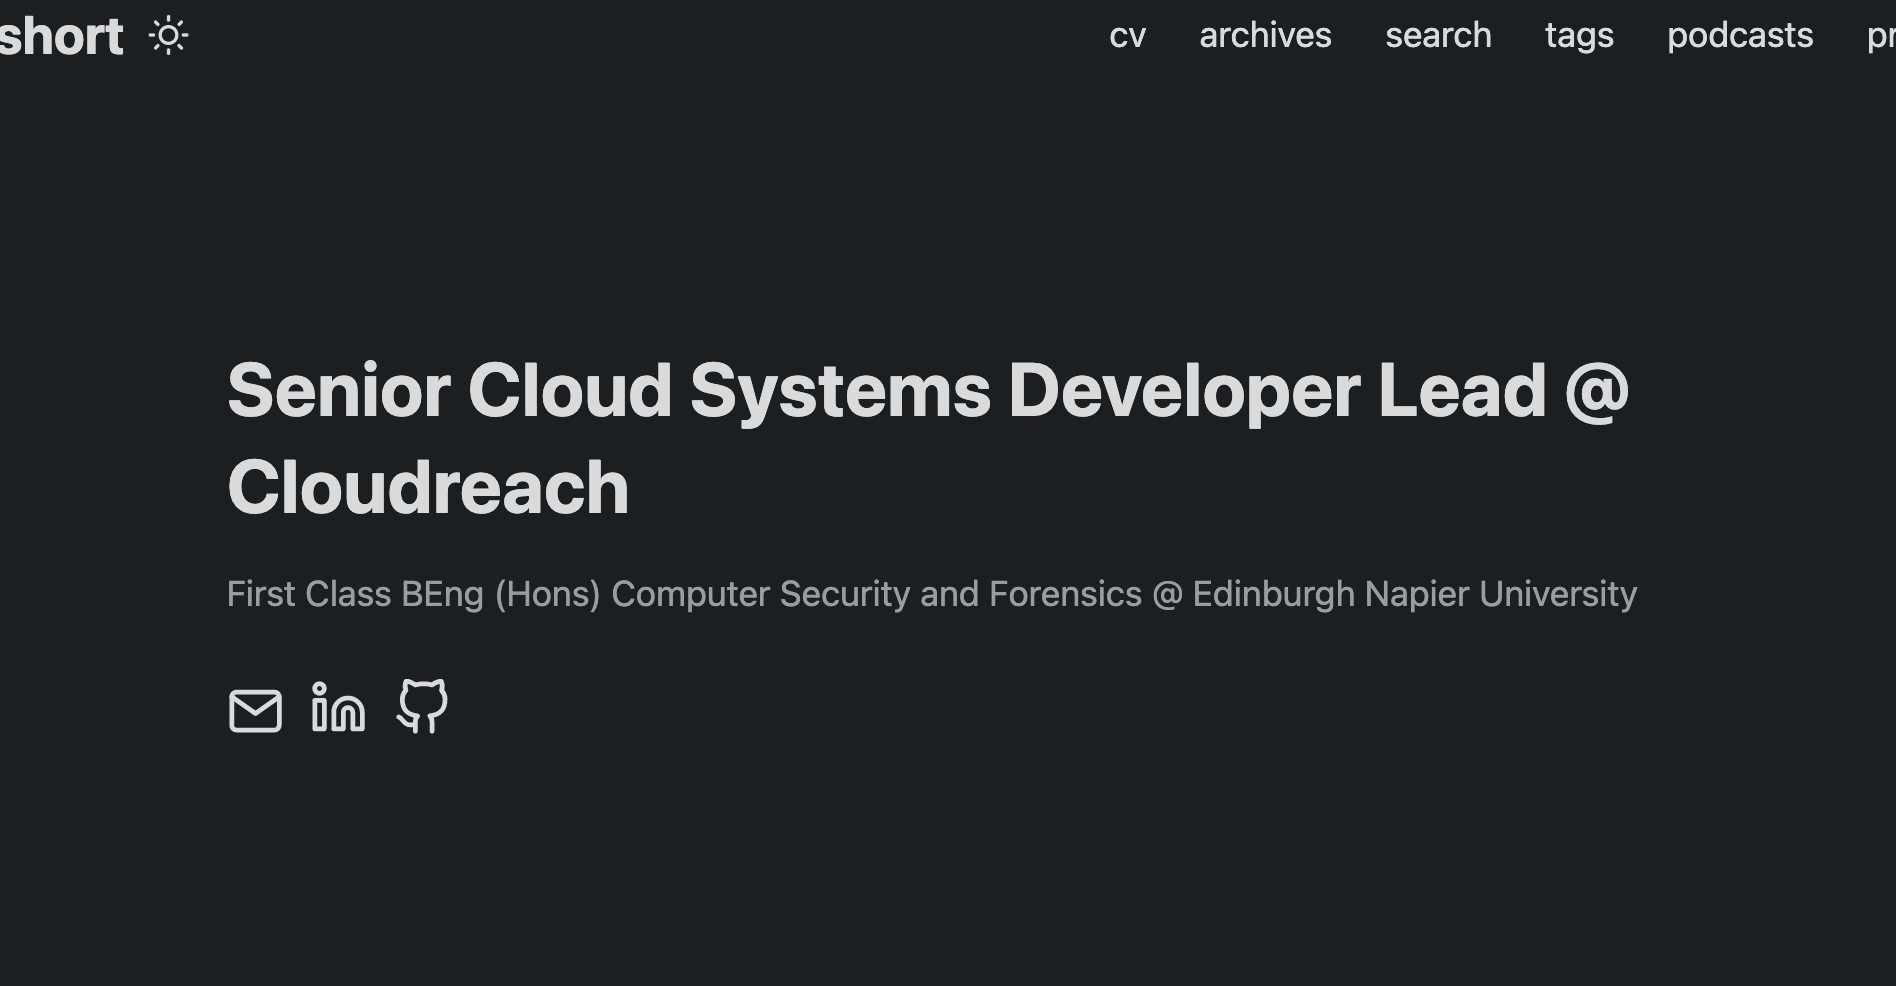 short
cv archives search tags podcasts
Senior Cloud Systems Developer Lead @
Cloudreach
First Class BEng (Hons) Computer Security and Forensics @ Edinburgh Napier University